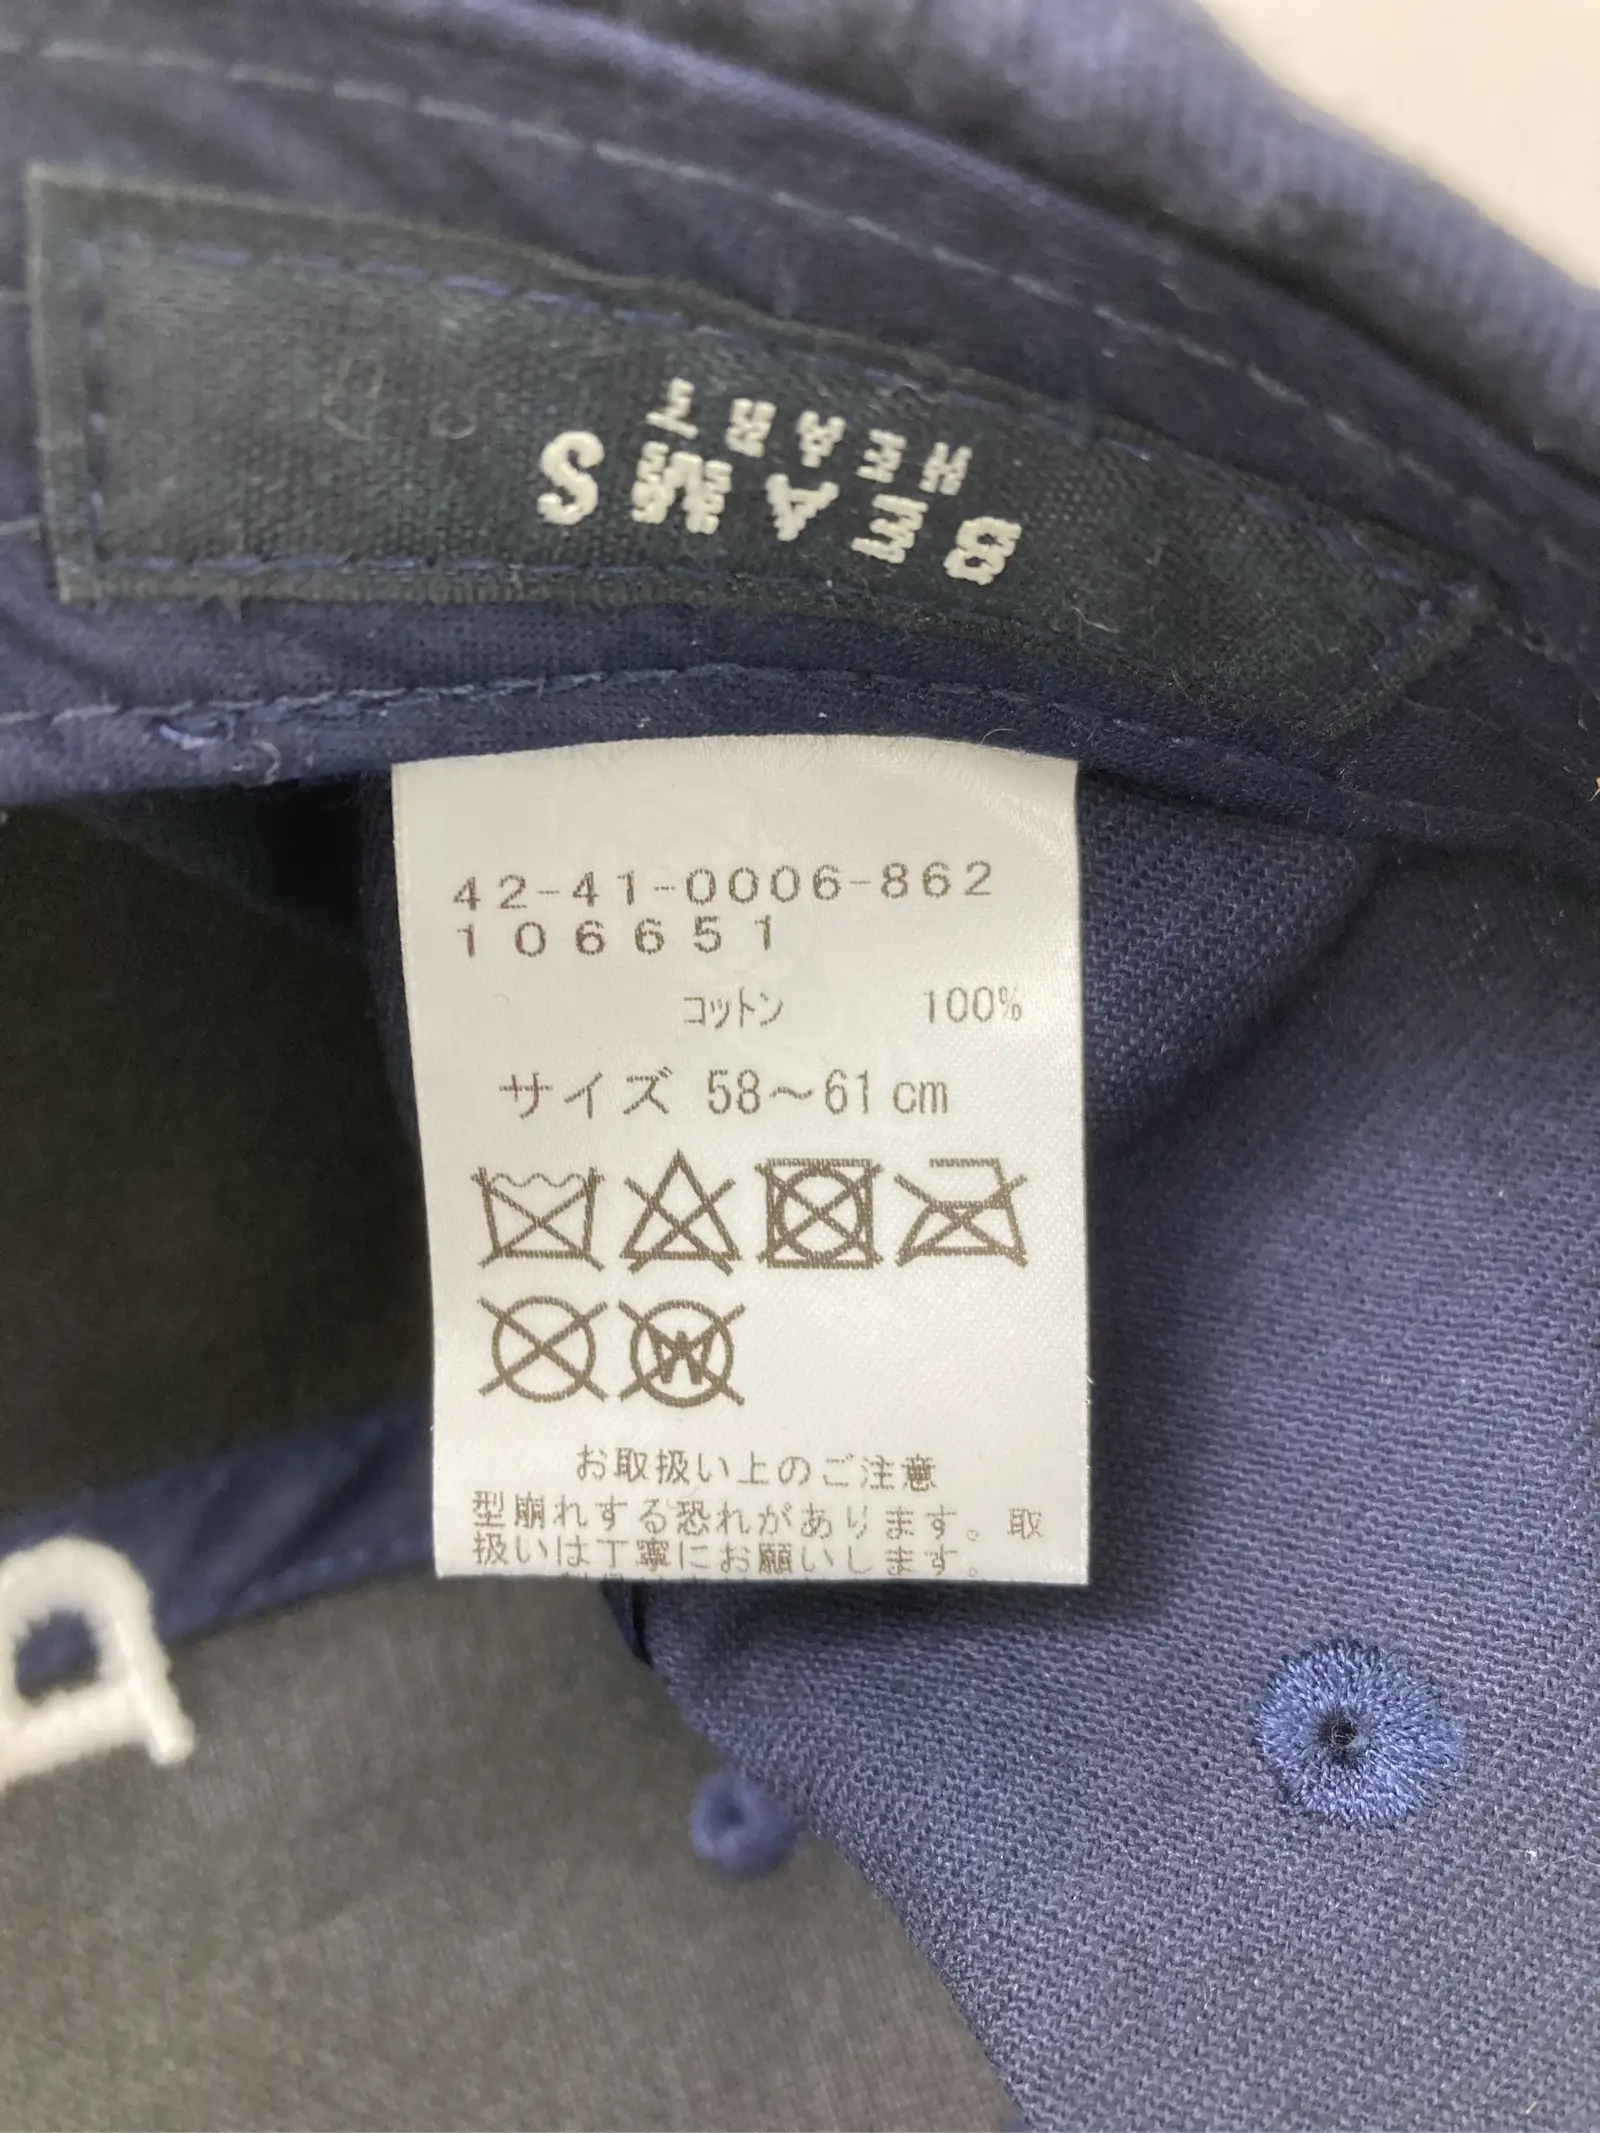 BEAMS
HEART
42-41-0006-862
106651
コットン 100%
サイズ 58～61cm
お取扱い上のご注意
型崩れする恐れがあります。取
扱いは丁寧にお願いします。